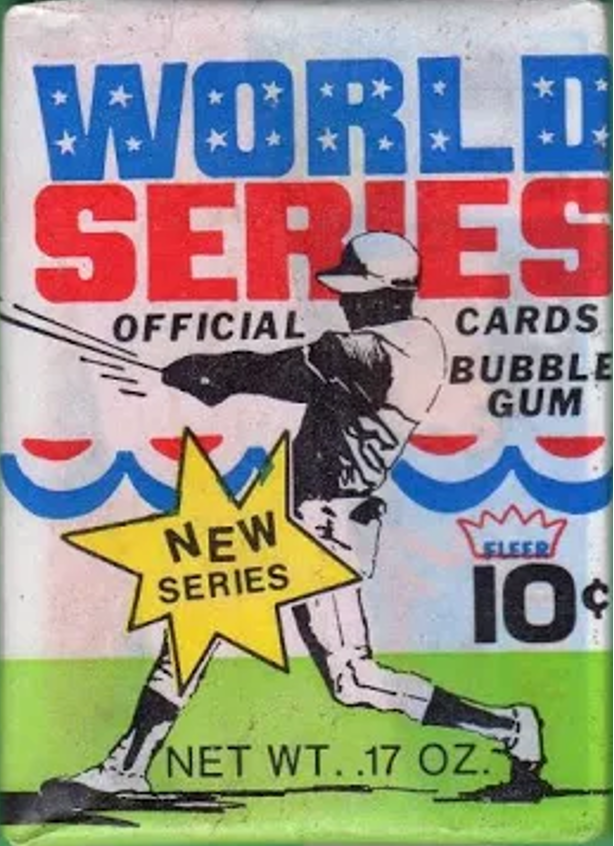 WORLD
SERIES
OFFICIAL CARDS
BUBBLE
GUM
NEW
SERIES
FLEER
10¢
NET WT. .17 OZ.